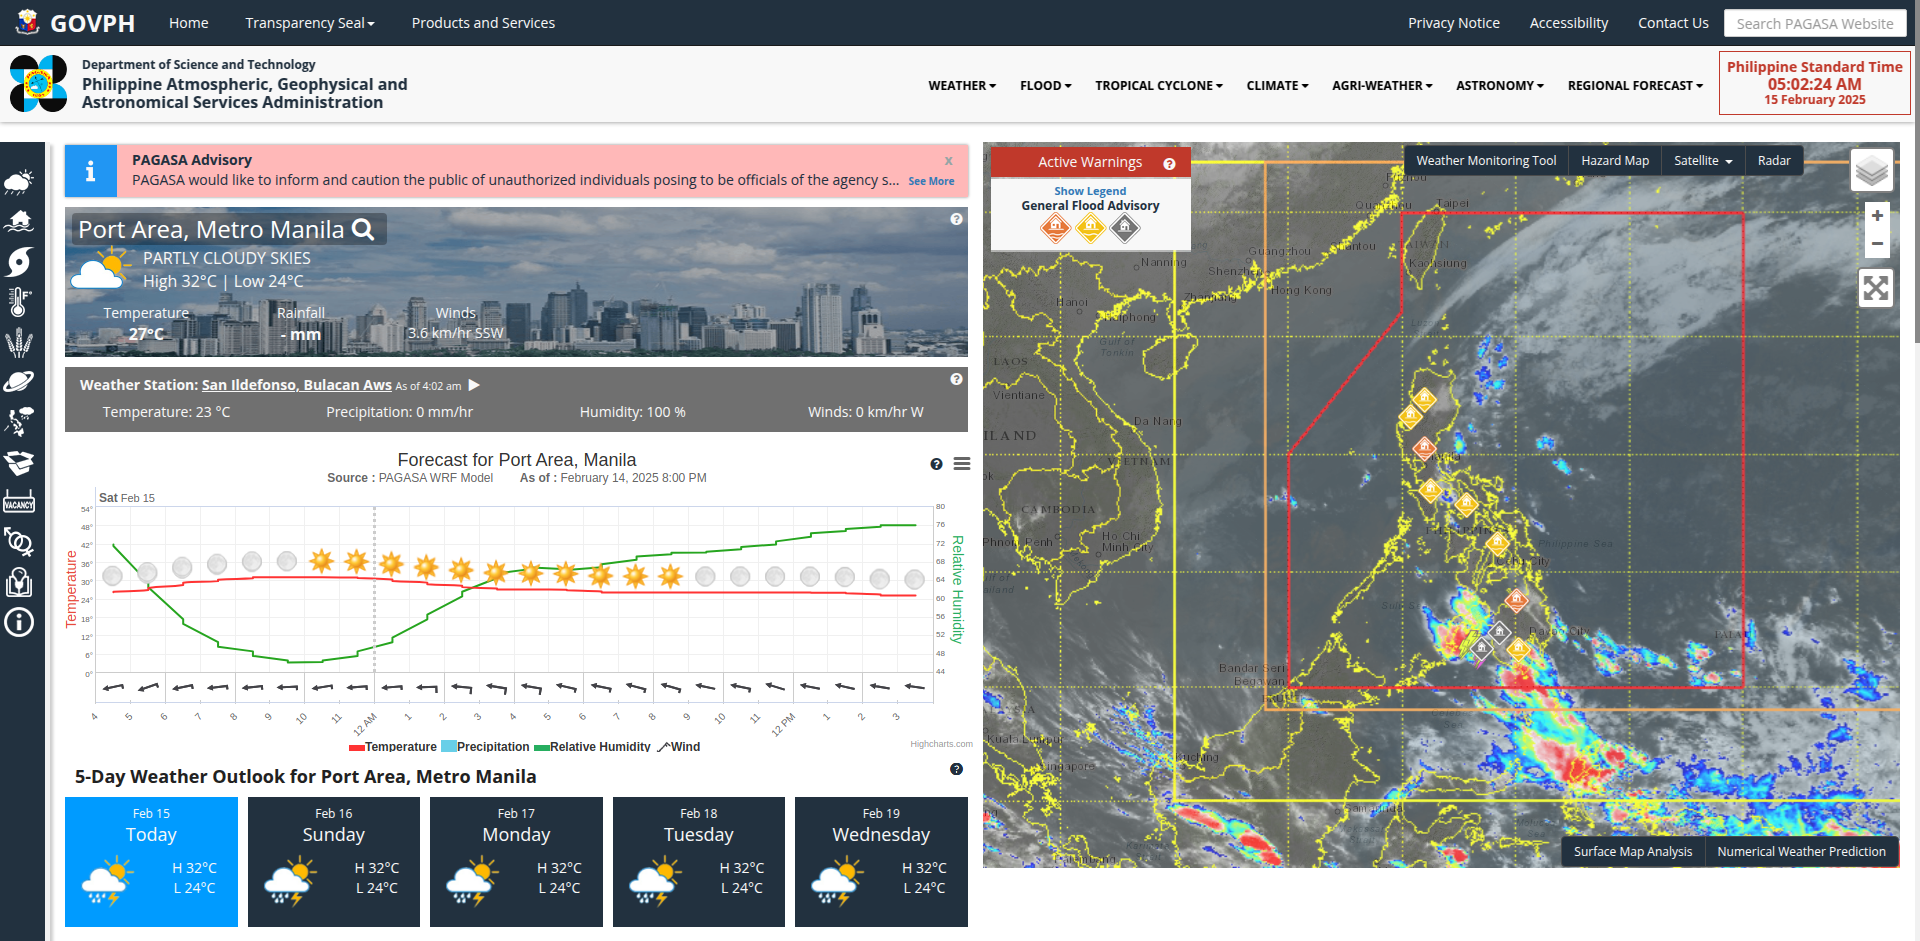 GOVPH
Home
Transparency Seal
Products and Services
Privacy Notice
Accessibility
Contact Us
Search PAGASA Website
Department of Science and Technology
Philippine Atmospheric, Geophysical and
Astronomical Services Administration
WEATHER
FLOOD
TROPICAL CYCLONE
CLIMATE
AGRI-WEATHER
ASTRONOMY
REGIONAL FORECAST
Philippine Standard Time
05:02:24 AM
15 February 2025
PAGASA Advisory
x
PAGASA would like to inform and caution the public of unauthorized individuals posing to be officials of the agency s... See More
Port Area, Metro Manila
PARTLY CLOUDY SKIES
High 32°C | Low 24°C
Temperature Rainfall Winds
27°C - mm 3.6 km/hr SSW
Weather Station: San Ildefonso, Bulacan Aws As of 4:02 am
Temperature: 23 °C Precipitation: 0 mm/hr Humidity: 100 % Winds: 0 km/hr W
Forecast for Port Area, Manila
Source : PAGASA WRF Model As of : February 14, 2025 8:00 PM
Sat Feb 15
Temperature
54°
48°
42°
36°
30°
24°
18°
12°
6°
0°
80
76
72
68
64
60
56
52
48
44
Relative Humidity
4 5 6 7 8 9 10 11 12 AM 1 2 3 4 5 6 7 8 9 10 11 12 PM 1 2 3
Temperature Precipitation Relative Humidity Wind
Highcharts.com
5-Day Weather Outlook for Port Area, Metro Manila
Feb 15
Today
H 32°C
L 24°C
Feb 16
Sunday
H 32°C
L 24°C
Feb 17
Monday
H 32°C
L 24°C
Feb 18
Tuesday
H 32°C
L 24°C
Feb 19
Wednesday
H 32°C
L 24°C
VACANCY
Active Warnings
Show Legend
General Flood Advisory
Weather Monitoring Tool
Hazard Map
Satellite
Radar
+
−
Taipei
TAIWAN
Kaohsiung
Guangzhou
Shantou
Shenzhen
Hong Kong
Nanning
Zhanjiang
Hanoi
Haiphong
Gulf of
Tonkin
LAOS
Vientiane
Da Nang
ILAND
VIETNAM
CAMBODIA
Phnom Penh
Ho Chi
Minh City
Philippine Sea
Davao City
PALAU
Bandar Seri
Begawan
Kuala Lumpur
Singapore
Kuching
Surface Map Analysis
Numerical Weather Prediction